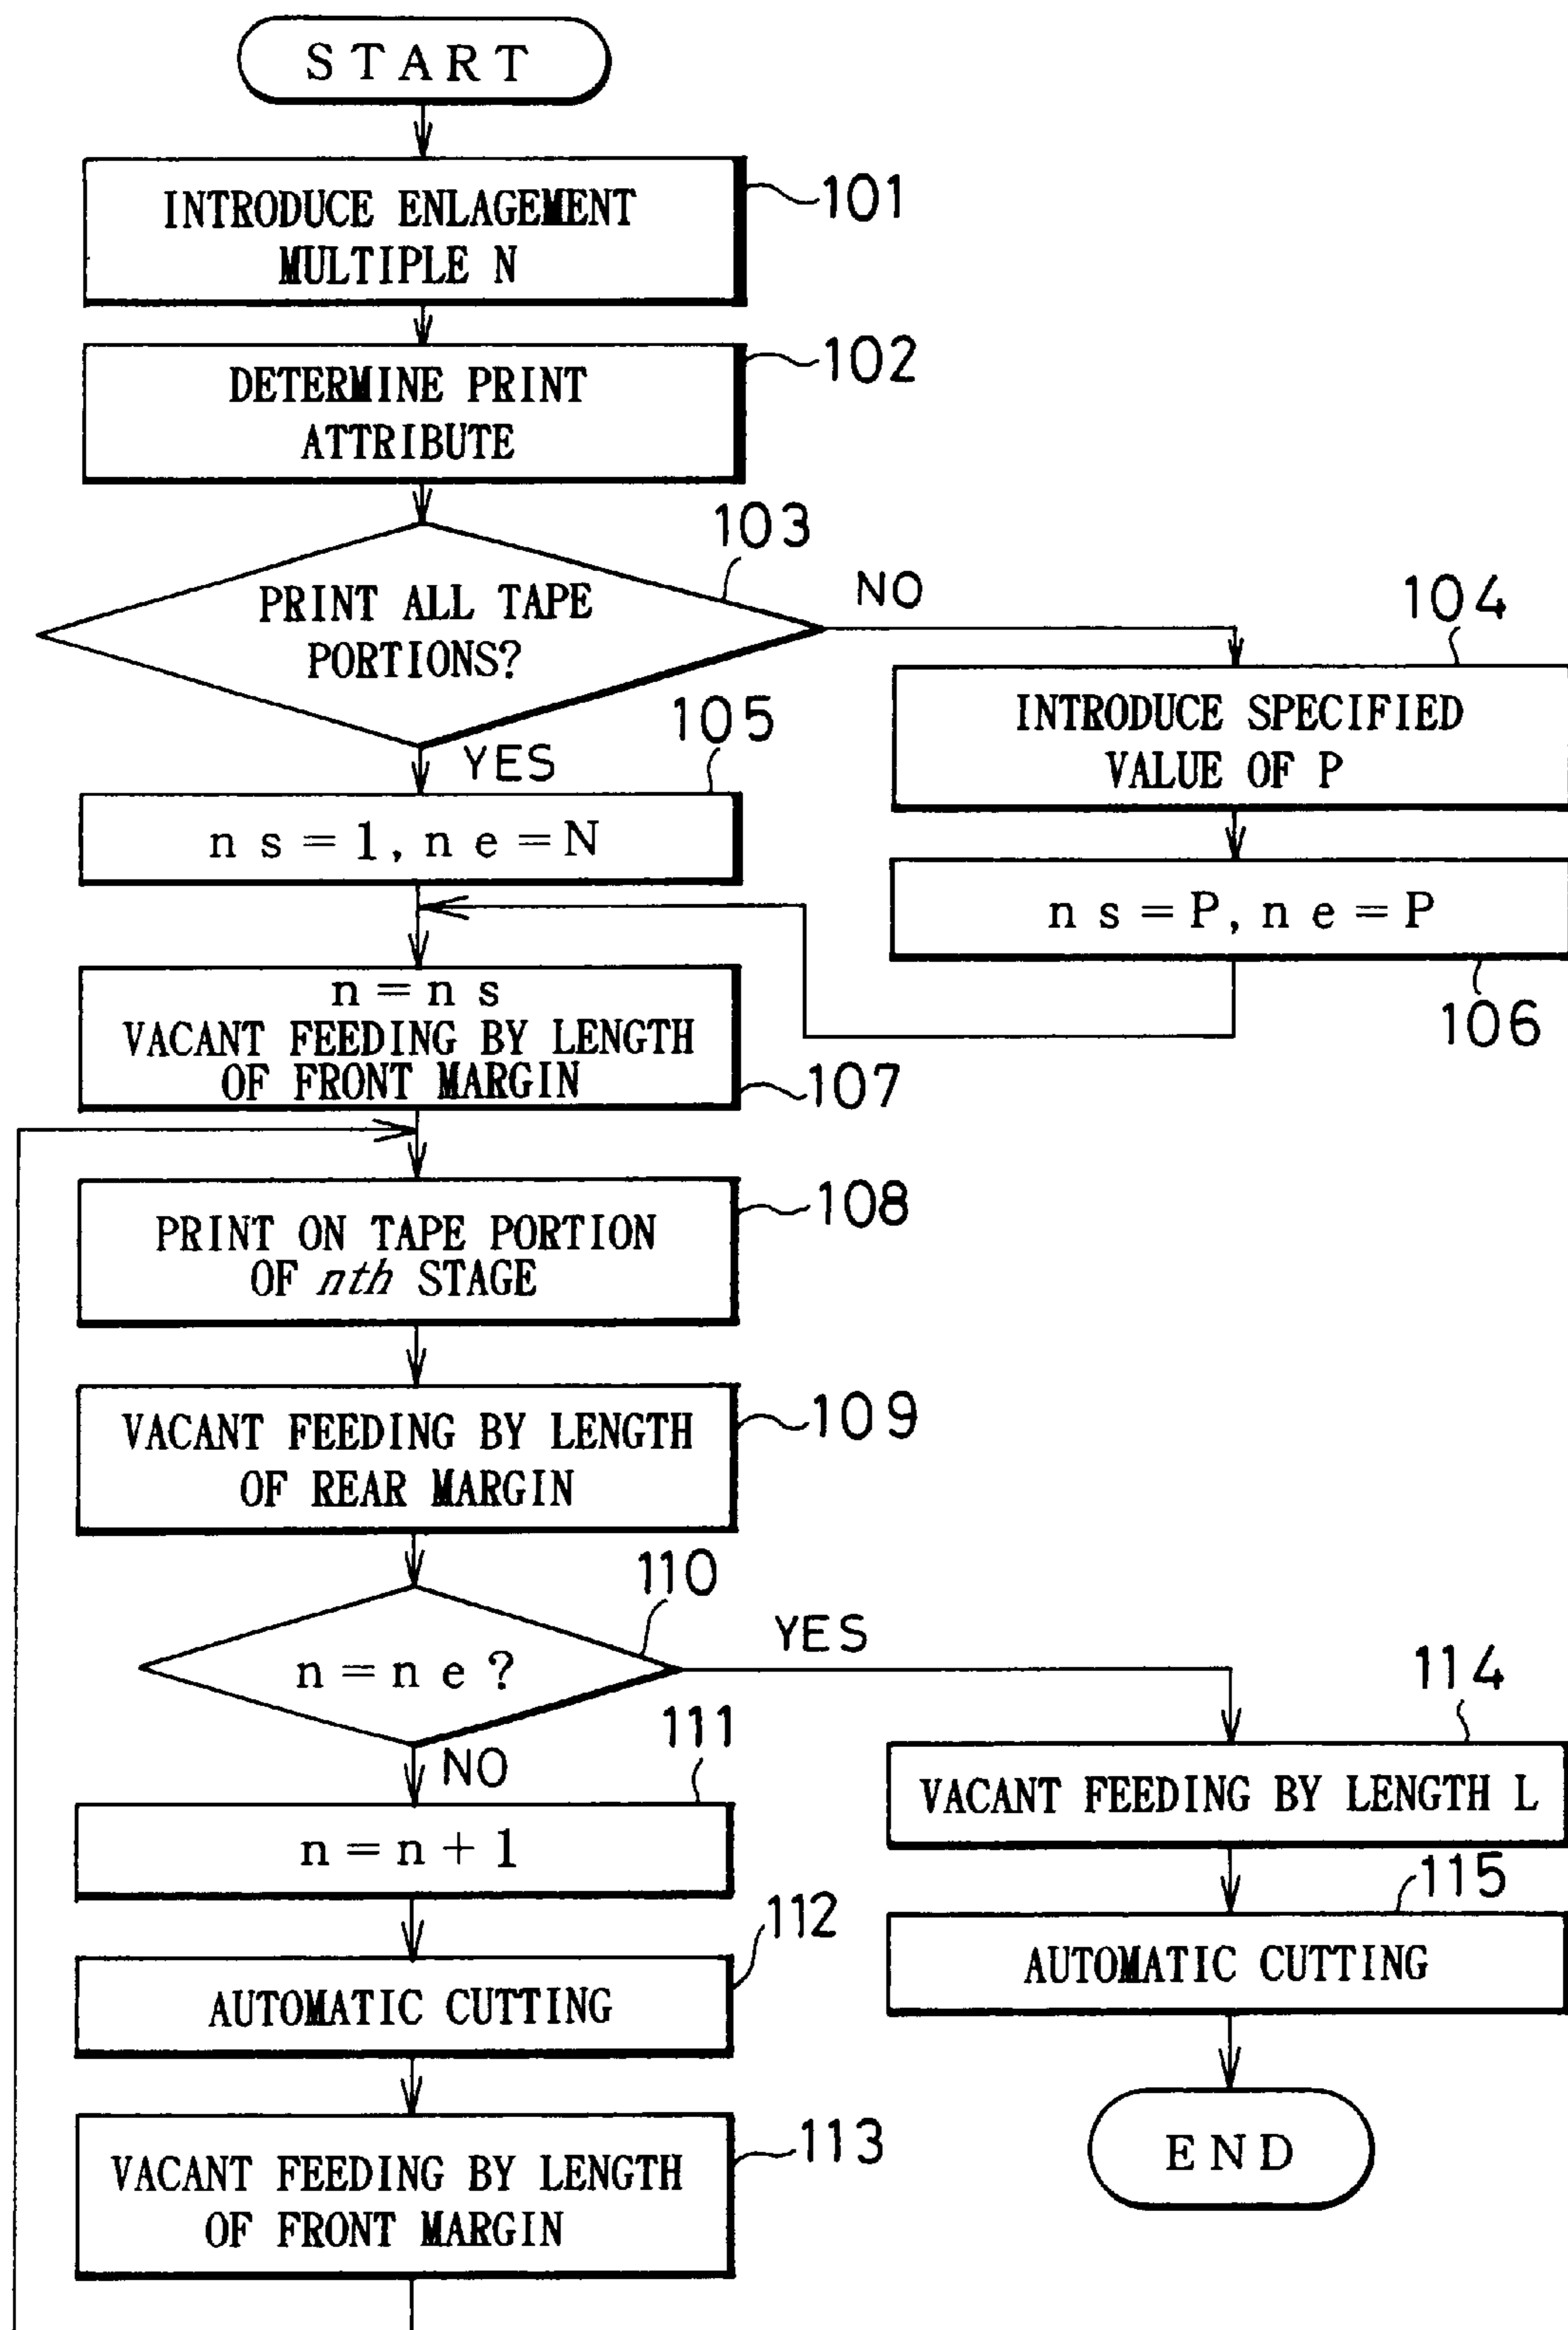 START
INTRODUCE ENLAGEMENT
MULTIPLE N
101
DETERMINE PRINT
ATTRIBUTE
102
PRINT ALL TAPE
PORTIONS?
103
NO
104
INTRODUCE SPECIFIED
VALUE OF P
YES
105
n s = 1, n e = N
n s = P, n e = P
106
n = n s
VACANT FEEDING BY LENGTH
OF FRONT MARGIN
107
PRINT ON TAPE PORTION
OF nth STAGE
108
VACANT FEEDING BY LENGTH
OF REAR MARGIN
109
110
n = n e ?
YES
NO
111
n = n + 1
114
VACANT FEEDING BY LENGTH L
112
AUTOMATIC CUTTING
115
AUTOMATIC CUTTING
VACANT FEEDING BY LENGTH
OF FRONT MARGIN
113
END